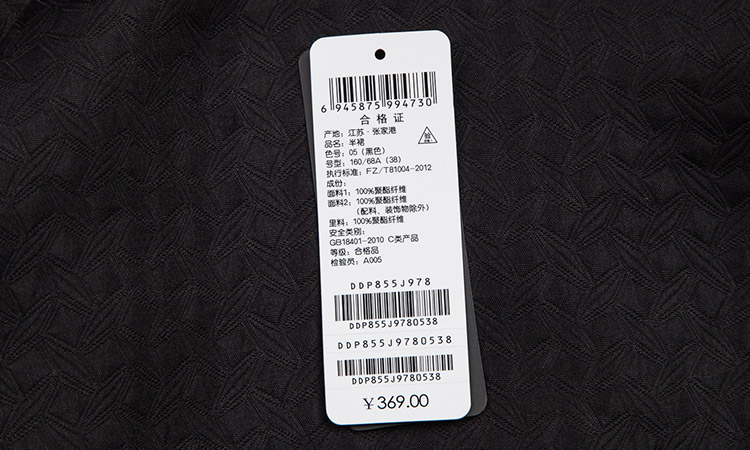 6 945875 994730
合格证
产地：江苏·张家港
品名：半裙
色号：05（黑色）
号型：160/68A（38）
执行标准：FZ/T81004-2012
成份：
面料1：100%聚酯纤维
面料2：100%聚酯纤维
（配料、装饰物除外）
里料：100%聚酯纤维
安全类别：
GB18401-2010 C类产品
等级：合格品
检验员：A005
DDP855J978
DDP855J9780538
DDP855J9780538
DDP855J9780538
￥369.00